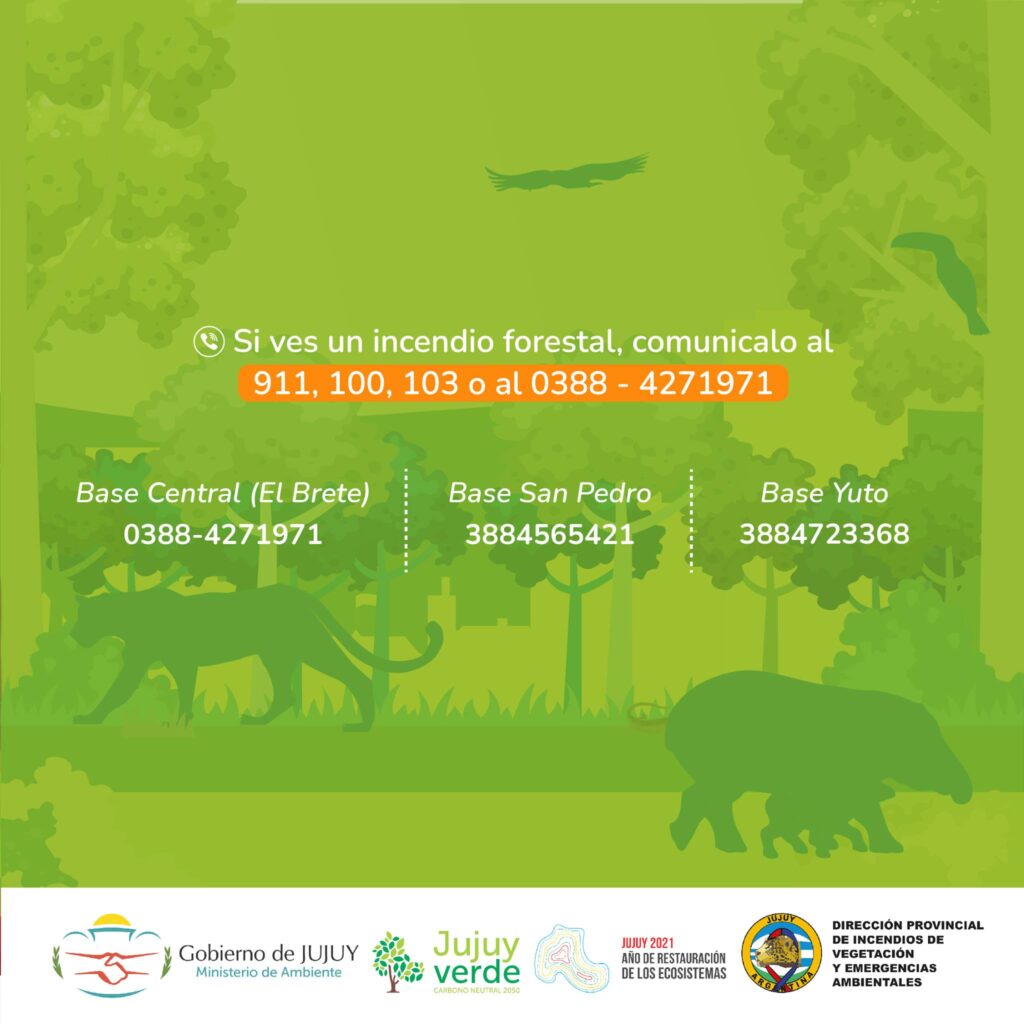 Si ves un incendio forestal, comunicalo al
911, 100, 103 o al 0388 - 4271971
Base Central (El Brete)
0388-4271971
Base San Pedro
3884565421
Base Yuto
3884723368
Gobierno de JUJUY
Ministerio de Ambiente
Jujuy
verde
CARBONO NEUTRAL 2050
JUJUY 2021
AÑO DE RESTAURACIÓN
DE LOS ECOSISTEMAS
JUJUY
ARGENTINA
DIRECCIÓN PROVINCIAL
DE INCENDIOS DE
VEGETACIÓN
Y EMERGENCIAS
AMBIENTALES